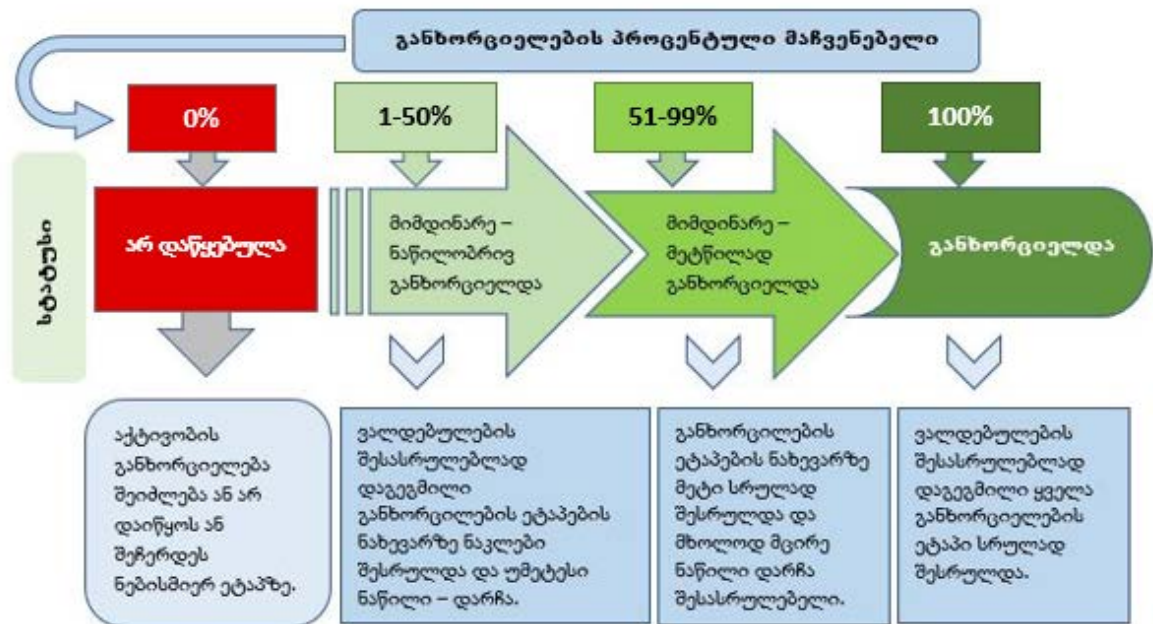 განხორციელების პროცენტული მაჩვენებელი
0%
1-50%
51-99%
100%
სტატუსი
არ დაწყებულა
მიმდინარე –
ნაწილობრივ
განხორციელდა
მიმდინარე –
მეტწილად
განხორციელდა
განხორციელდა
აქტივობის
განხორციელება
შეიძლება ან არ
დაიწყოს ან
შეჩერდეს
ნებისმიერ ეტაპზე.
ვალდებულების
შესასრულებლად
დაგეგმილი
განხორცილების ეტაპების
ნახევარზე ნაკლები
შესრულდა და უმეტესი
ნაწილი – დარჩა.
განხორცილების
ეტაპების ნახევარზე
მეტი სრულად
შესრულდა და
მხოლოდ მცირე
ნაწილი დარჩა
შესასრულებელი.
ვალდებულების
შესასრულებლად
დაგეგმილი ყველა
განხორციელების
ეტაპი სრულად
შესრულდა.